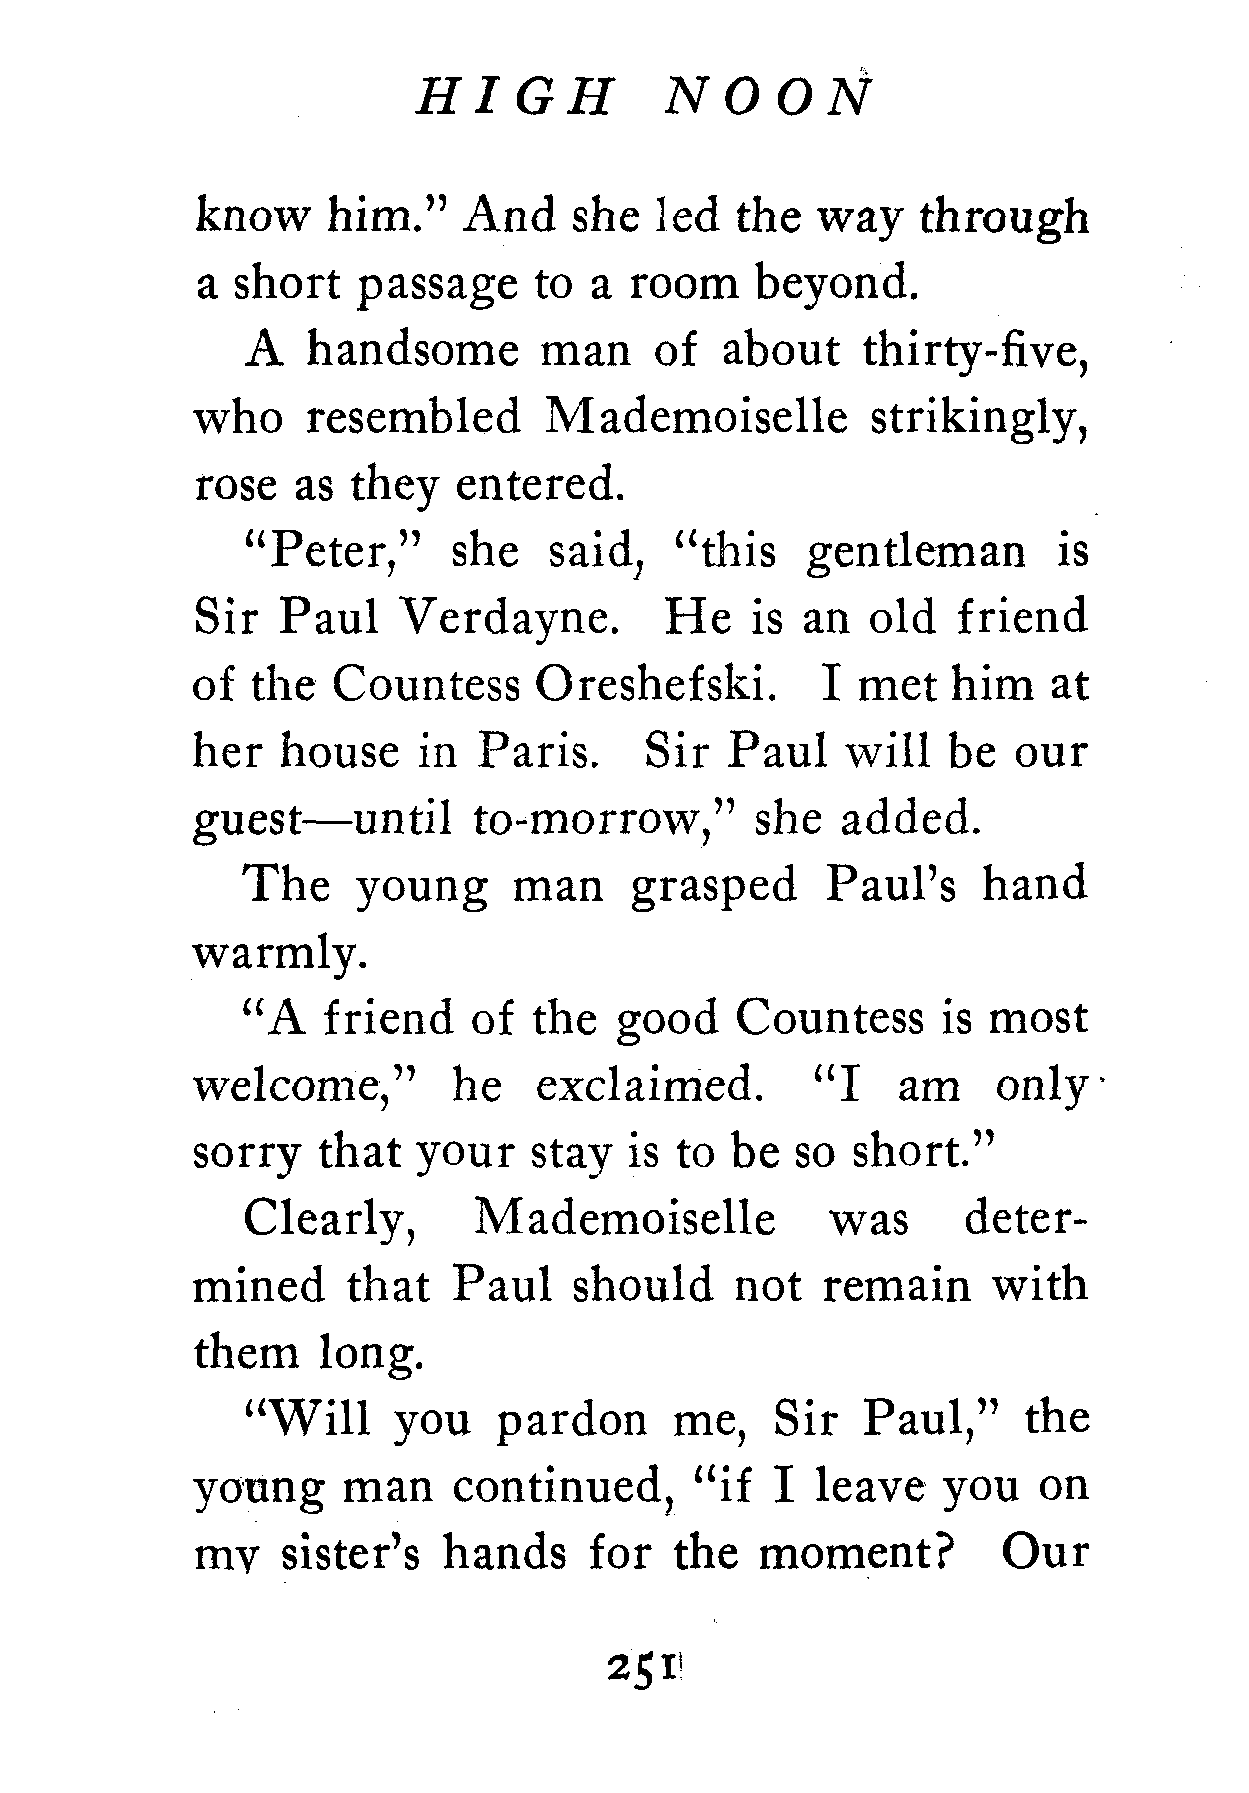 HIGH NOON
know him." And she led the way through
a short passage to a room beyond.
A handsome man of about thirty-five,
who resembled Mademoiselle strikingly,
rose as they entered.
"Peter," she said, "this gentleman is
Sir Paul Verdayne. He is an old friend
of the Countess Oreshefski. I met him at
her house in Paris. Sir Paul will be our
guest—until to-morrow," she added.
The young man grasped Paul's hand
warmly.
"A friend of the good Countess is most
welcome," he exclaimed. "I am only
sorry that your stay is to be so short."
Clearly, Mademoiselle was deter-
mined that Paul should not remain with
them long.
"Will you pardon me, Sir Paul," the
young man continued, "if I leave you on
my sister's hands for the moment? Our
251